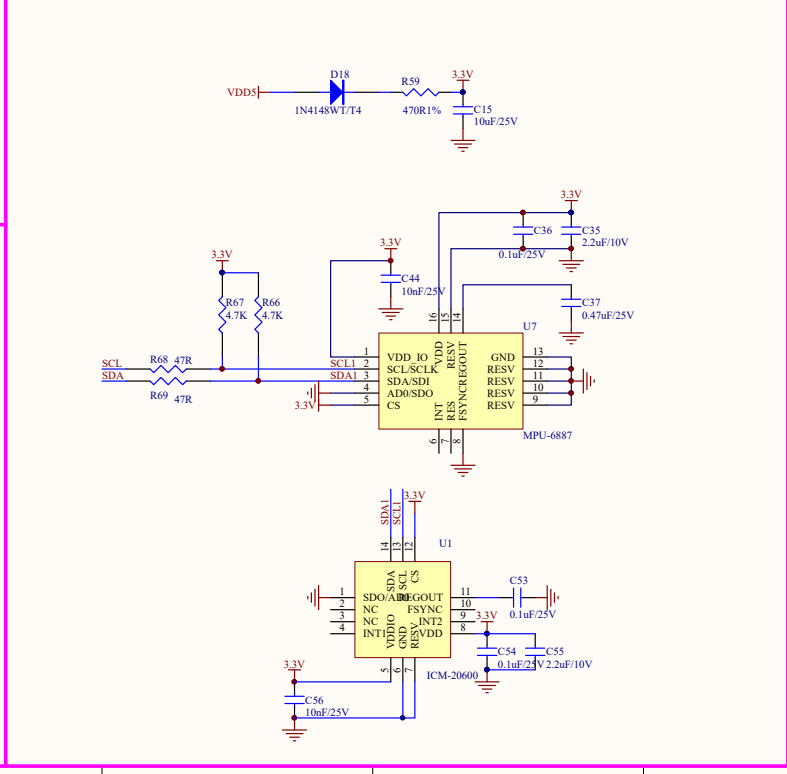 D18
VDD5
1N4148WT/T4
R59
470R1%
3.3V
C15
10uF/25V
3.3V
C36
0.1uF/25V
C35
2.2uF/10V
3.3V
C44
10nF/25V
3.3V
R67
4.7K
R66
4.7K
C37
0.47uF/25V
U7
16
15
14
VDD
RESV
REGOUT
SCL
R68 47R
SCL1
SDA
R69 47R
SDA1
3.3V
1 VDD_IO
2 SCL/SCLK
3 SDA/SDI
4 AD0/SDO
5 CS
GND 13
RESV 12
RESV 11
RESV 10
RESV 9
INT
RES
FSYNC
6
7
8
MPU-6887
SDA1
SCL1
3.3V
14
13
12
U1
SDA
SCL
CS
1 SDO/AD0
2 NC
3 NC
4 INT1
REGOUT 11
FSYNC 10
INT2 9
VDD 8
VDDIO
GND
RESV
5
6
7
ICM-20600
C53
0.1uF/25V
3.3V
C54
0.1uF/25V
C55
2.2uF/10V
3.3V
C56
10nF/25V